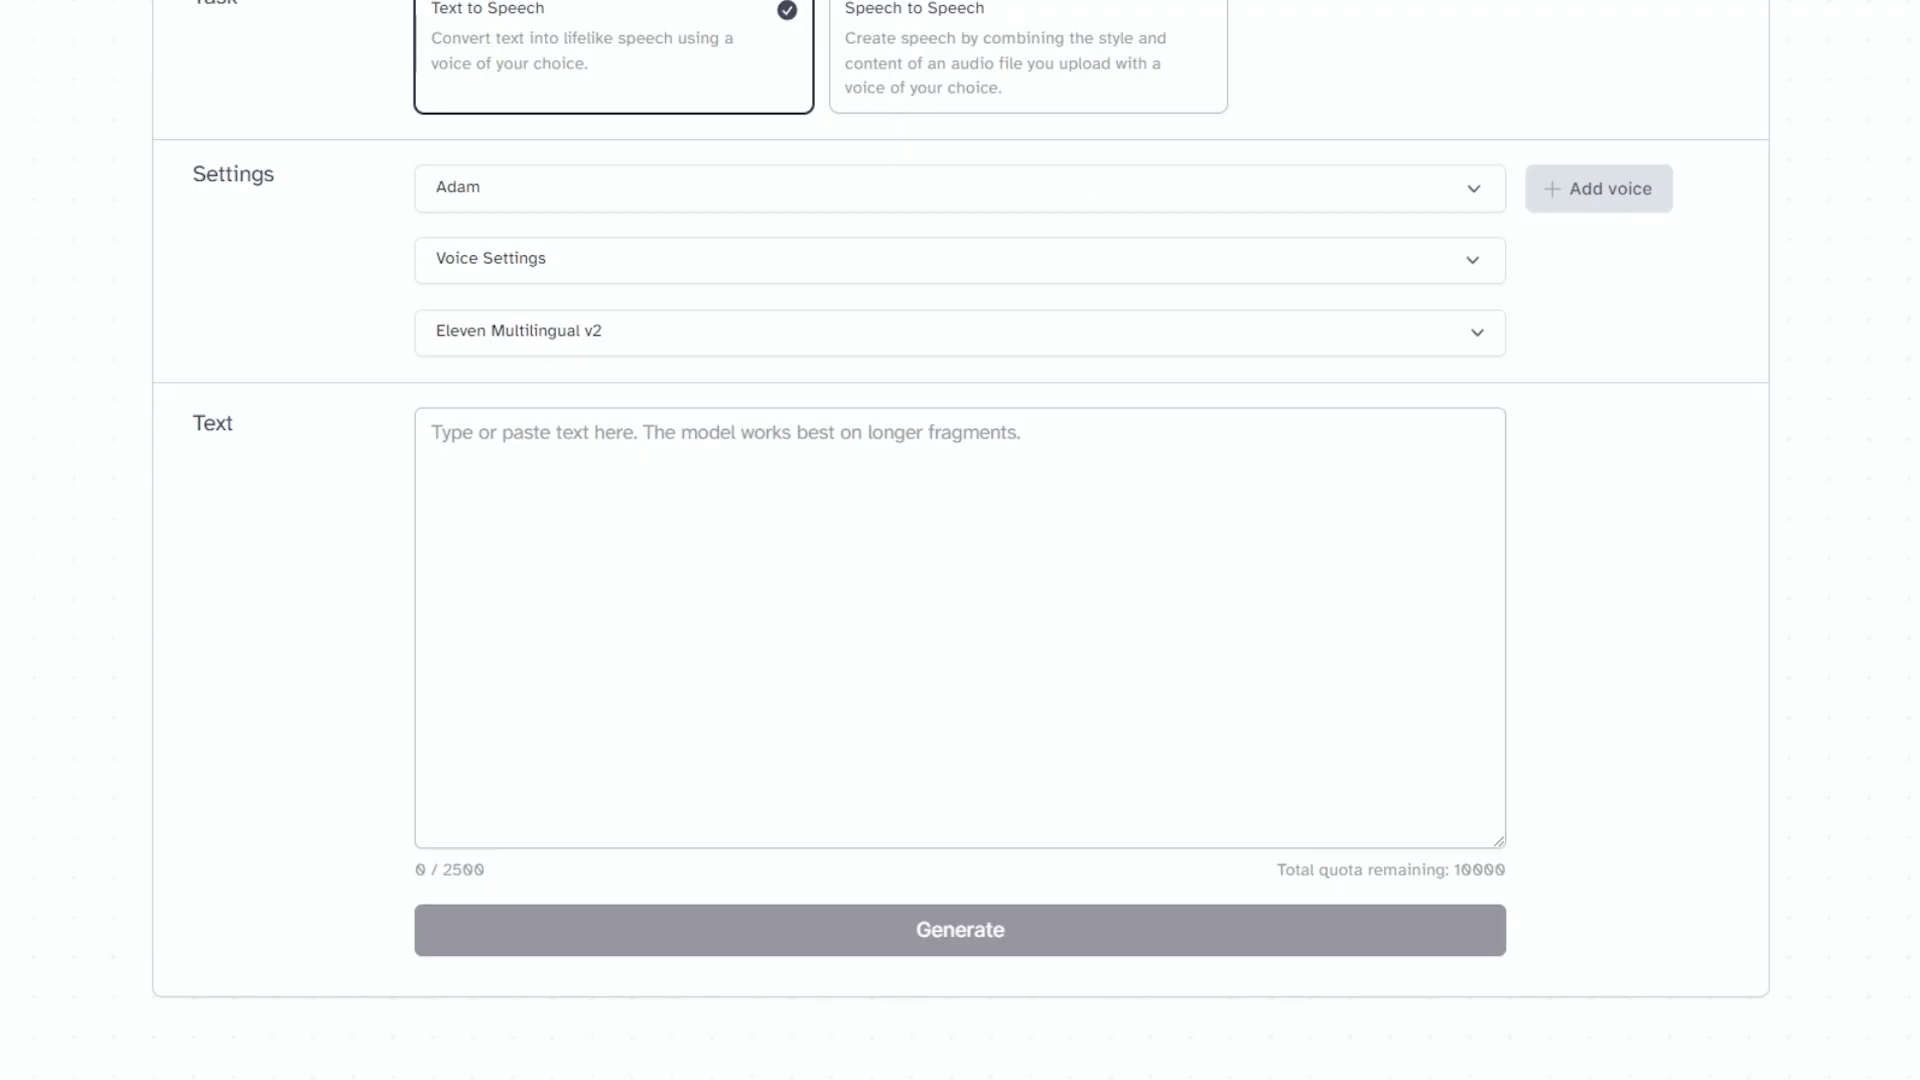 Task
Text to Speech
Convert text into lifelike speech using a
voice of your choice.
Speech to Speech
Create speech by combining the style and
content of an audio file you upload with a
voice of your choice.
Settings
Adam
Add voice
Voice Settings
Eleven Multilingual v2
Text
Type or paste text here. The model works best on longer fragments.
0 / 2500
Total quota remaining: 10000
Generate